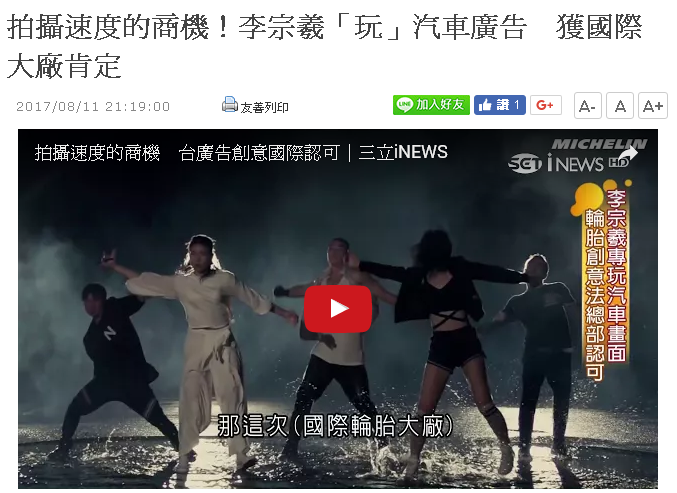 拍攝速度的商機！李宗羲「玩」汽車廣告　獲國際
大廠肯定
2017/08/11 21:19:00
友善列印
LINE 加入好友
讚 1
G+
A- A A+
拍攝速度的商機　台廣告創意國際認可｜三立iNEWS
MICHELIN
SET iNEWS HD
李宗羲專玩汽車畫面
輪胎創意法總部認可
那這次(國際輪胎大廠)